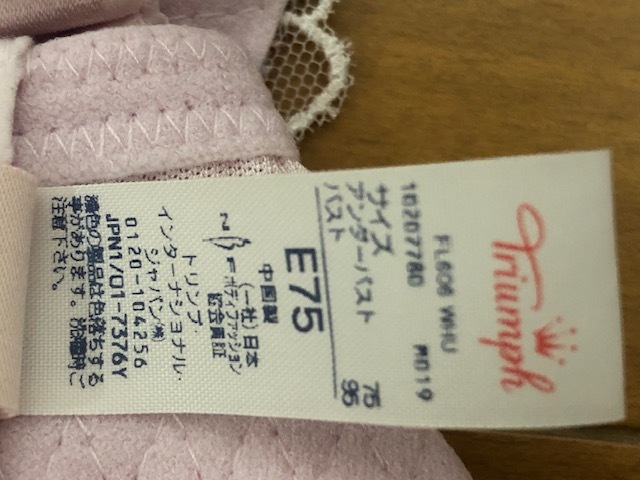 Triumph
FL606 WHU
10207780 M019
サイズ
アンダーバスト 75
バスト 95
E75
中国製
(一社)日本
ボディファッション
協会員証
NBF
トリンプ
インターナショナル・
ジャパン(株)
0120-104256
JPN1/01-7376Y
濃色の製品は色落ちする
事があります。洗濯時に
注意下さい。